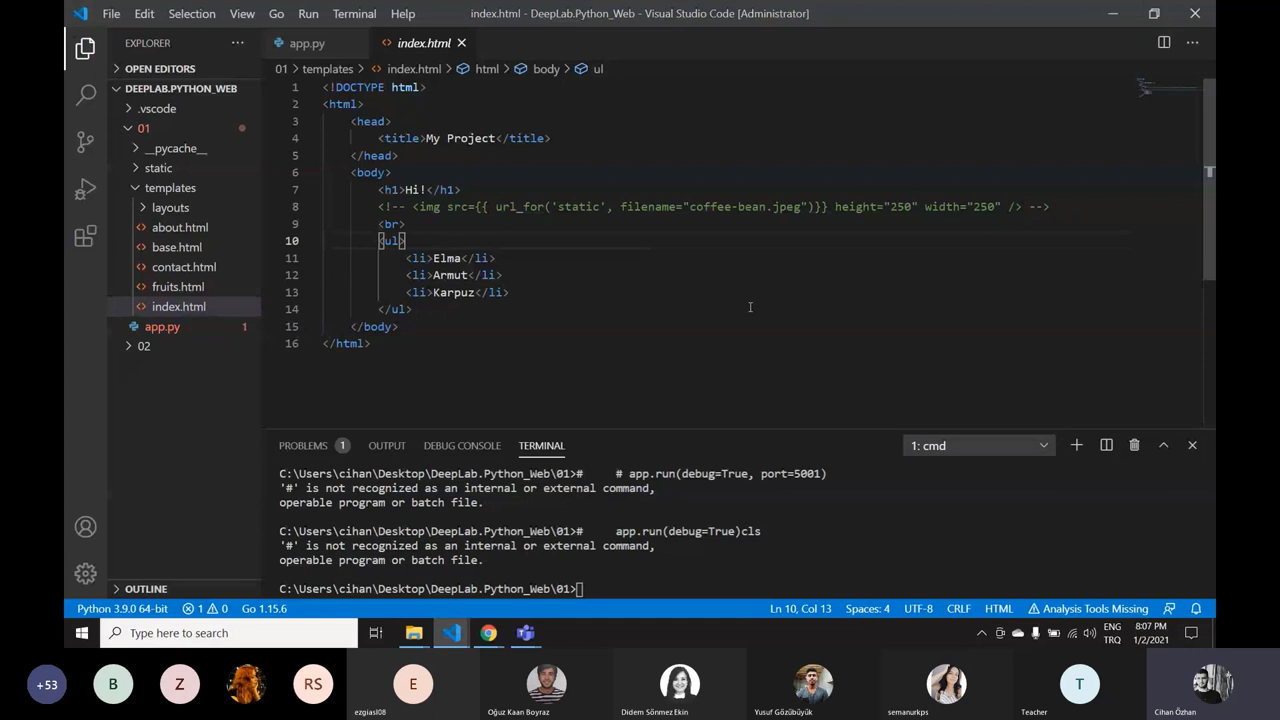 File Edit Selection View Go Run Terminal Help index.html - DeepLab.Python_Web - Visual Studio Code [Administrator]
EXPLORER ··· app.py index.html
OPEN EDITORS
DEEPLAB.PYTHON_WEB
.vscode
01
__pycache__
static
templates
layouts
about.html
base.html
contact.html
fruits.html
index.html
app.py 1
02
OUTLINE
01 > templates > index.html > html > body > ul
1 <!DOCTYPE html>
2 <html>
3 <head>
4 <title>My Project</title>
5 </head>
6 <body>
7 <h1>Hi!</h1>
8 <!-- <img src={{ url_for('static', filename="coffee-bean.jpeg")}} height="250" width="250" /> -->
9 <br>
10 <ul>
11 <li>Elma</li>
12 <li>Armut</li>
13 <li>Karpuz</li>
14 </ul>
15 </body>
16 </html>
PROBLEMS 1 OUTPUT DEBUG CONSOLE TERMINAL 1: cmd
C:\Users\cihan\Desktop\DeepLab.Python_Web\01># # app.run(debug=True, port=5001)
'#' is not recognized as an internal or external command,
operable program or batch file.
C:\Users\cihan\Desktop\DeepLab.Python_Web\01># app.run(debug=True)cls
'#' is not recognized as an internal or external command,
operable program or batch file.
C:\Users\cihan\Desktop\DeepLab.Python_Web\01>
Python 3.9.0 64-bit 1 0 Go 1.15.6 Ln 10, Col 13 Spaces: 4 UTF-8 CRLF HTML Analysis Tools Missing
Type here to search
ENG
TRQ
8:07 PM
1/2/2021
+53 B Z RS E T
ezgiasl08 Oğuz Kaan Boyraz Didem Sönmez Ekin Yusuf Gözübüyük semanurkps Teacher Cihan Özhan